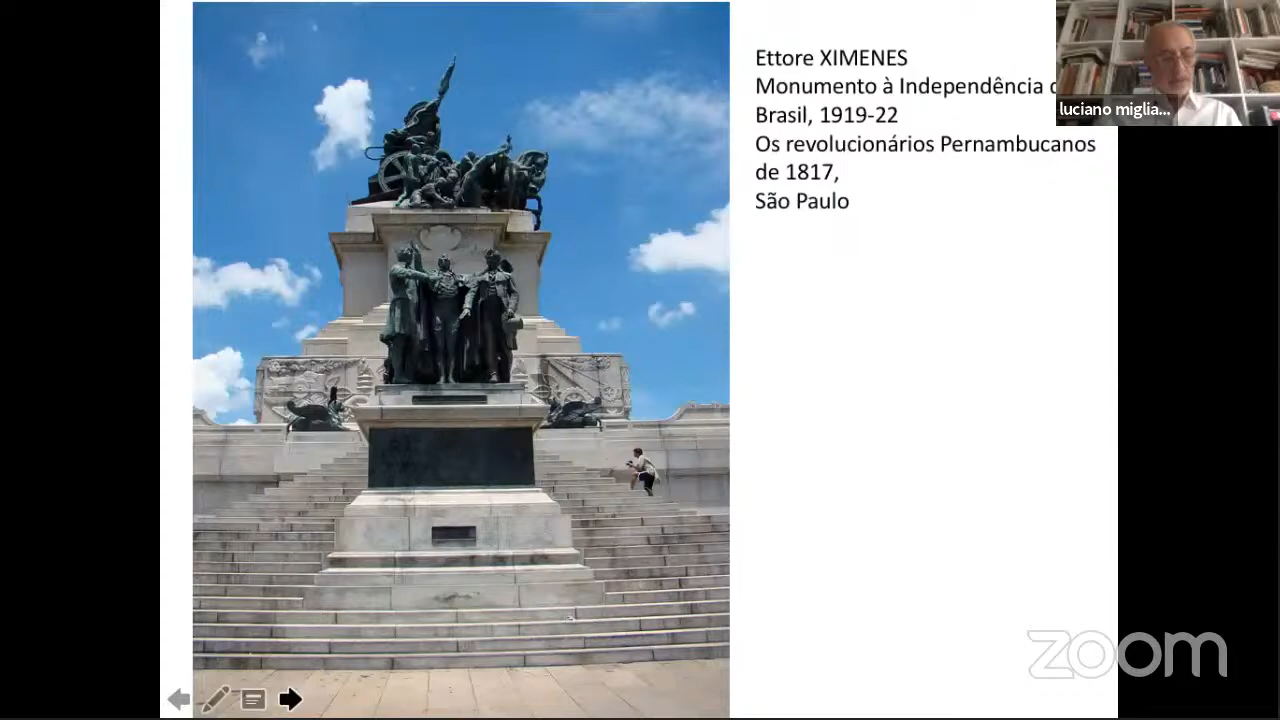 Ettore XIMENES
Monumento à Independência
Brasil, 1919-22
Os revolucionários Pernambucanos
de 1817,
São Paulo
luciano miglia...
zoom